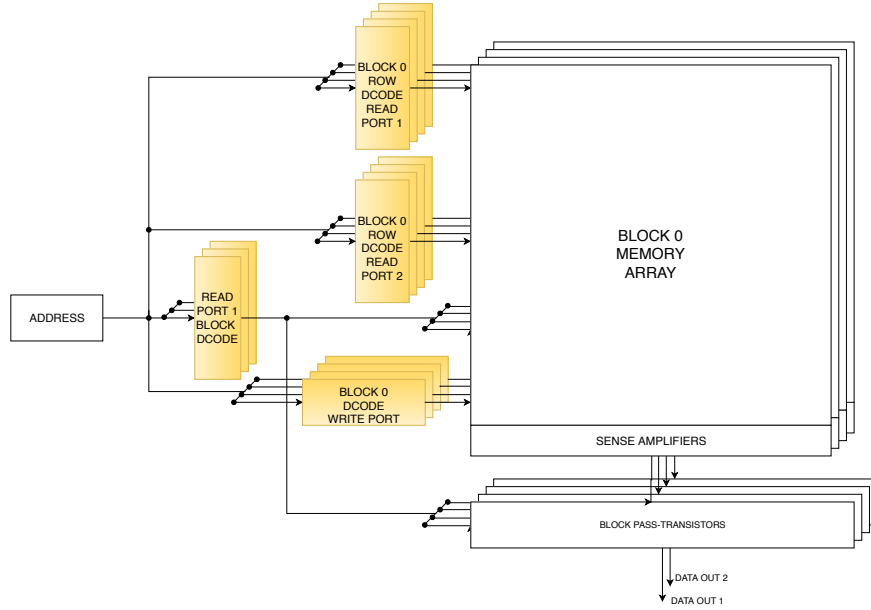 BLOCK 0
ROW
DCODE
READ
PORT 1
BLOCK 0
ROW
DCODE
READ
PORT 2
BLOCK 0
MEMORY
ARRAY
READ
PORT 1
BLOCK
DCODE
ADDRESS
BLOCK 0
DCODE
WRITE PORT
SENSE AMPLIFIERS
BLOCK PASS-TRANSISTORS
DATA OUT 2
DATA OUT 1